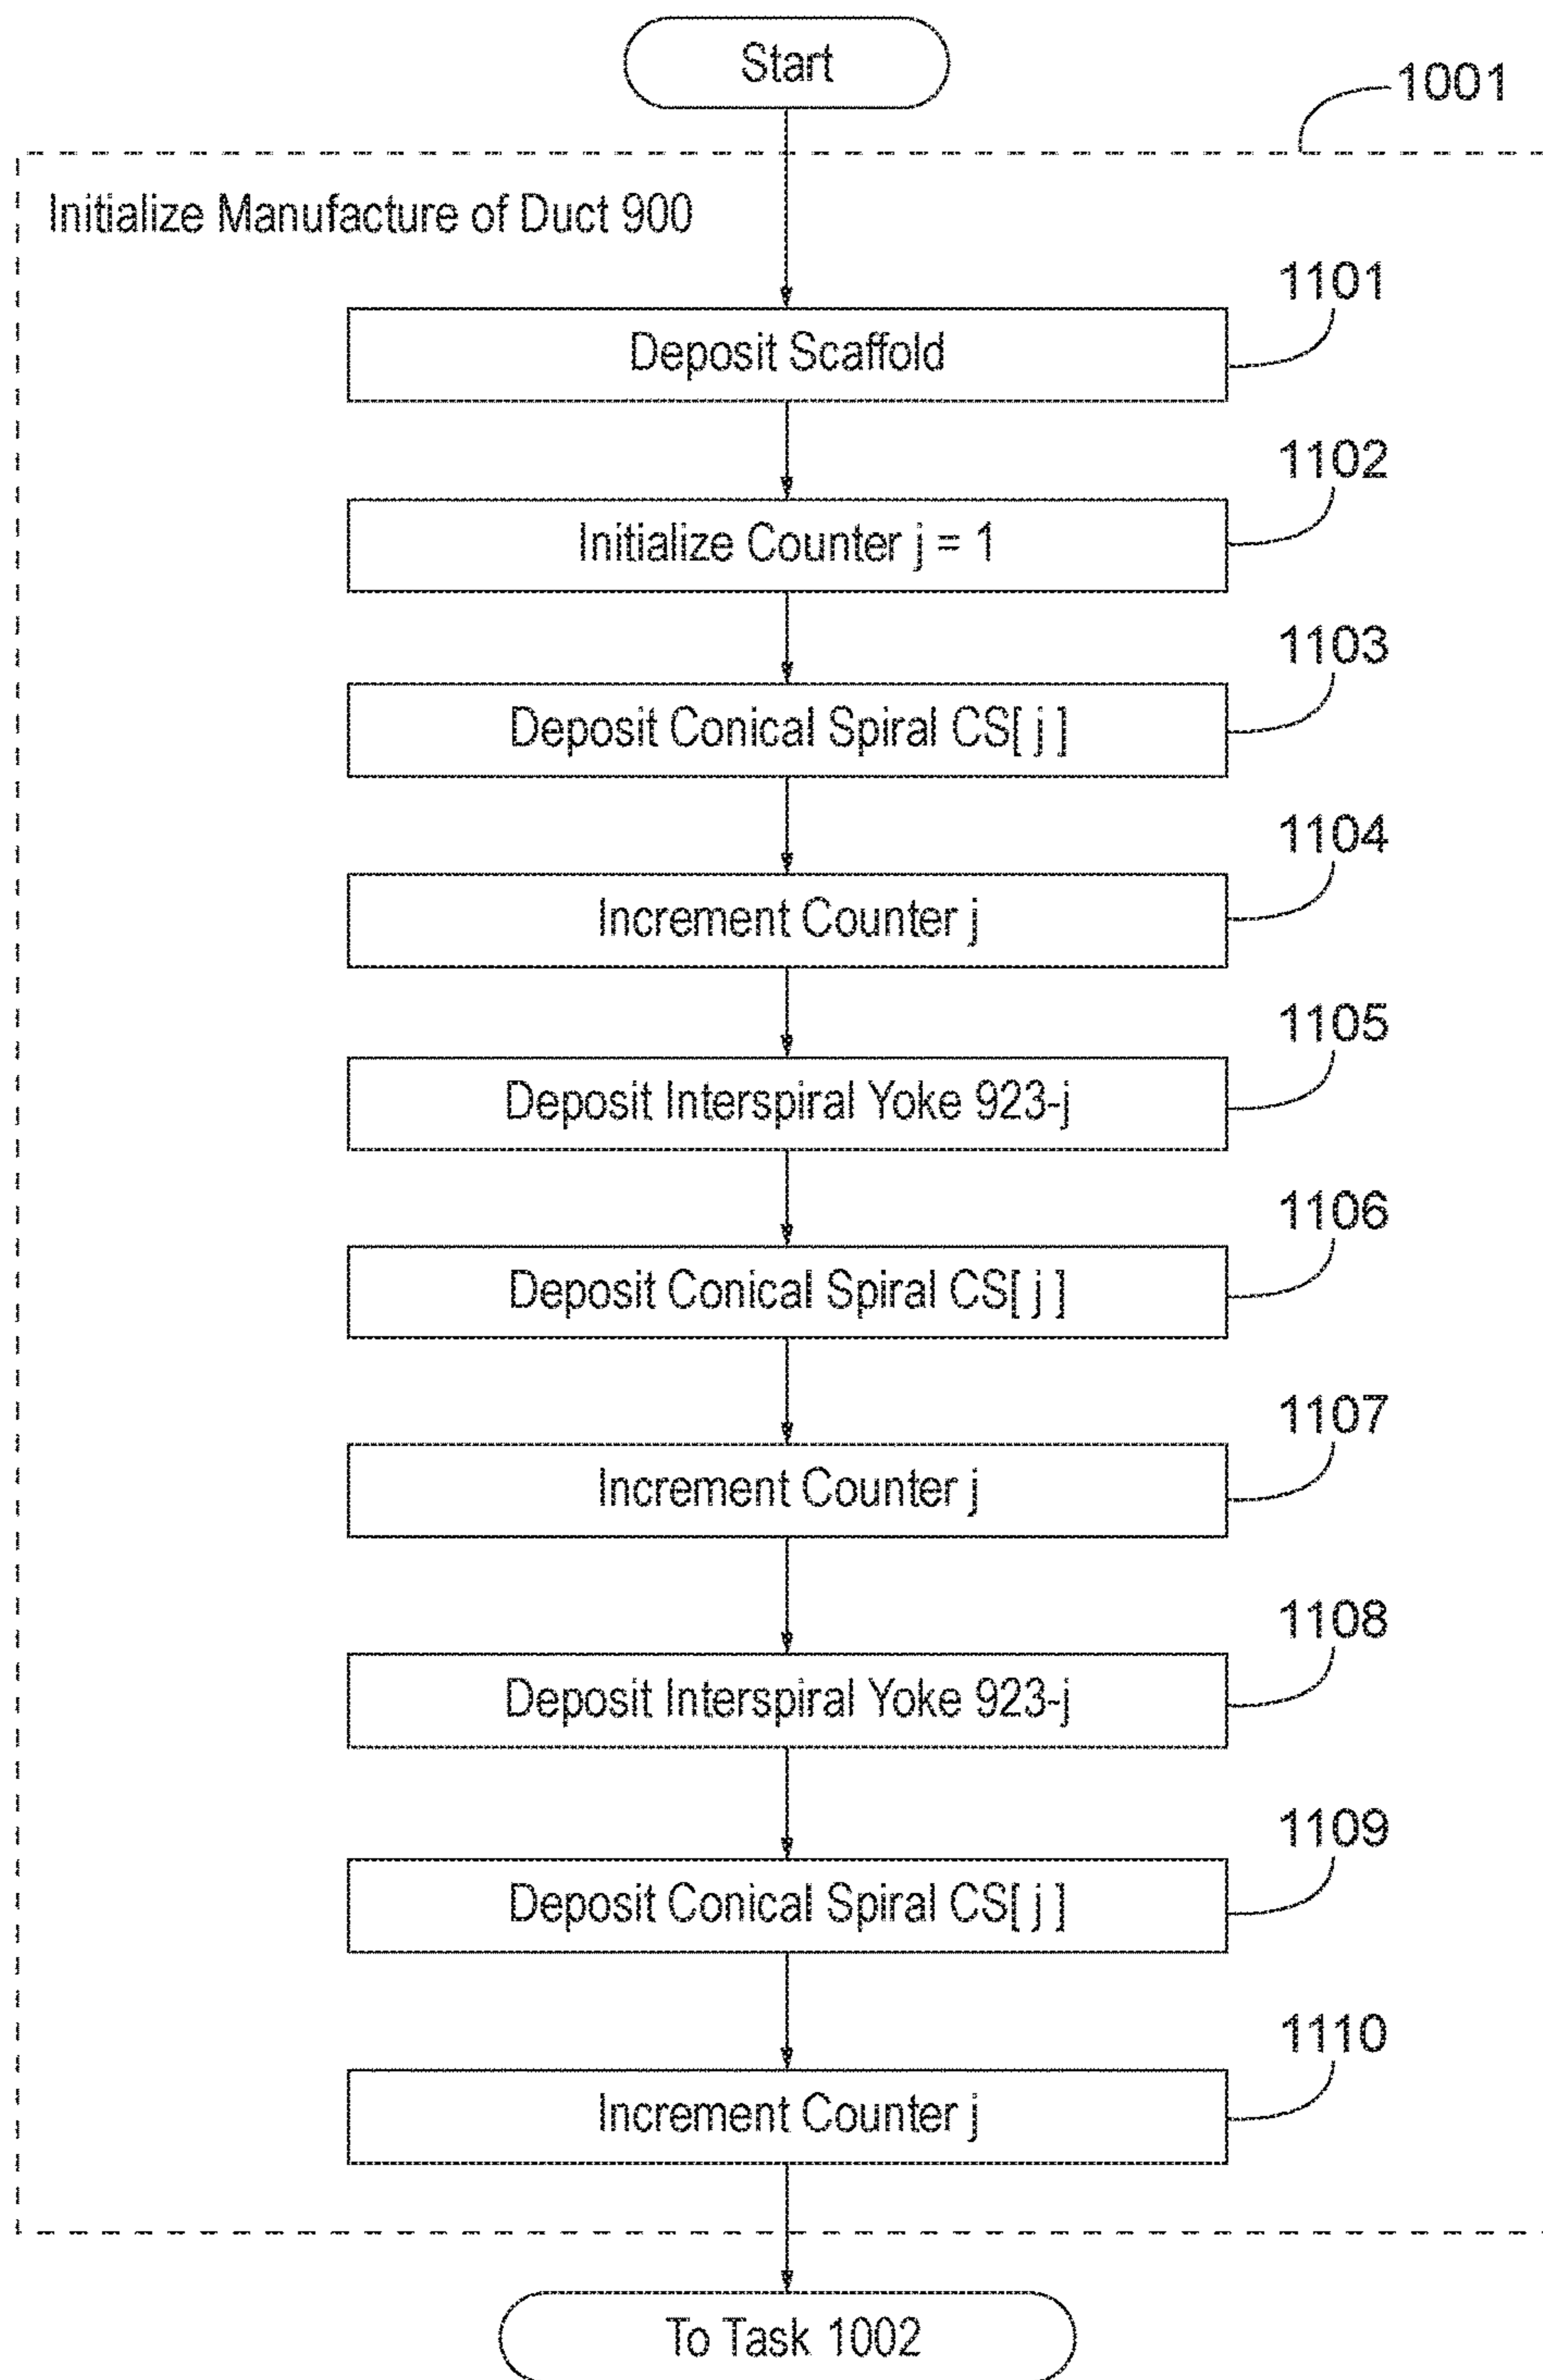 Start
1001
Initialize Manufacture of Duct 900
1101
Deposit Scaffold
1102
Initialize Counter j = 1
1103
Deposit Conical Spiral CS[ j ]
1104
Increment Counter j
1105
Deposit Interspiral Yoke 923-j
1106
Deposit Conical Spiral CS[ j ]
1107
Increment Counter j
1108
Deposit Interspiral Yoke 923-j
1109
Deposit Conical Spiral CS[ j ]
1110
Increment Counter j
To Task 1002